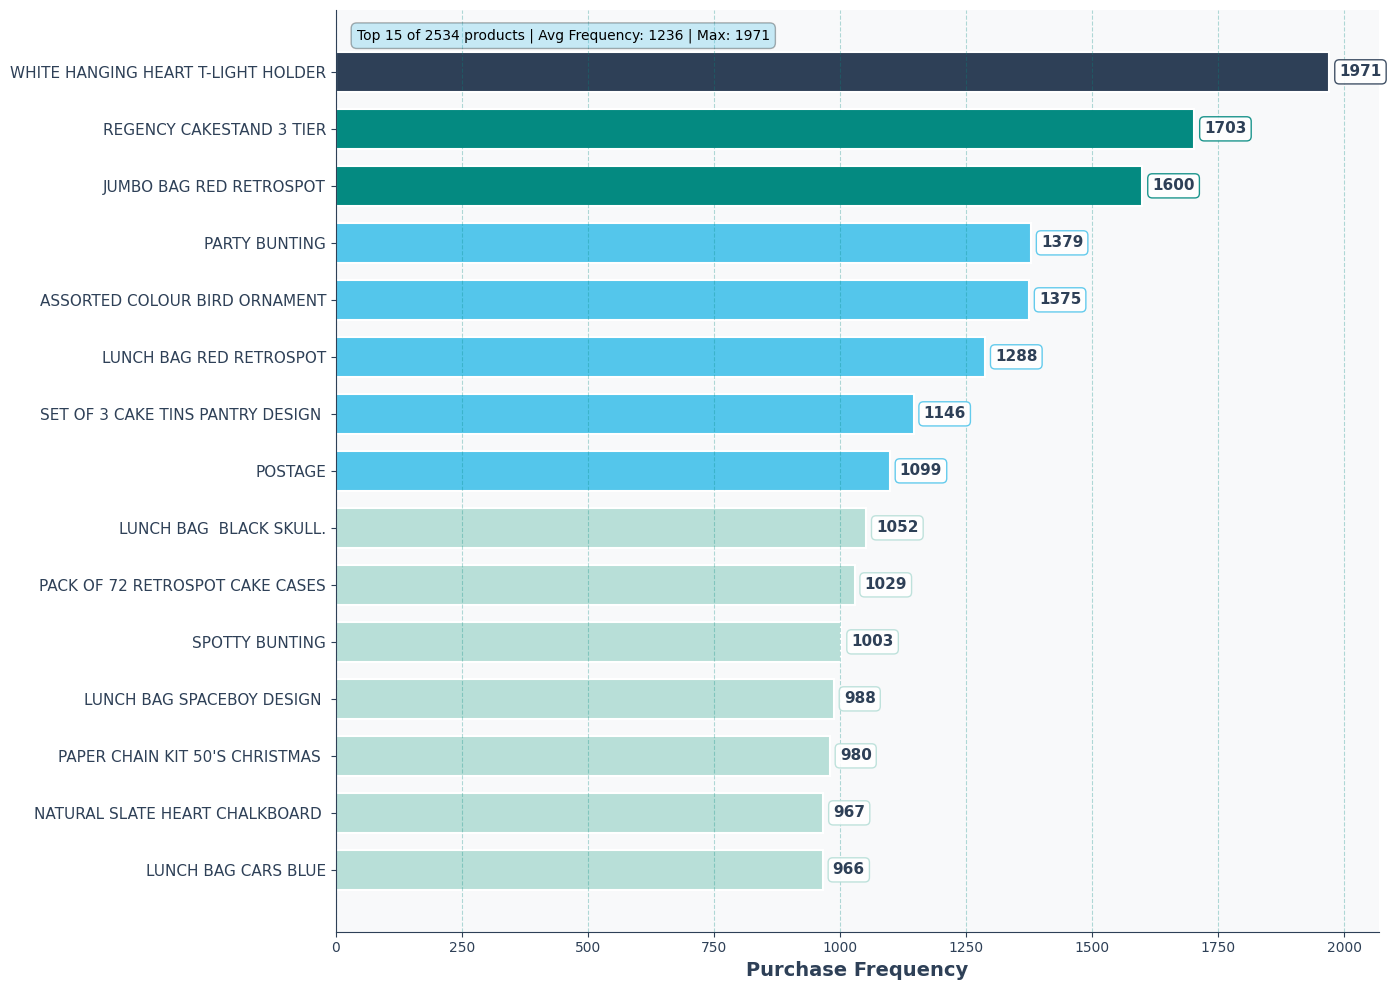 Top 15 of 2534 products | Avg Frequency: 1236 | Max: 1971
WHITE HANGING HEART T-LIGHT HOLDER 1971
REGENCY CAKESTAND 3 TIER 1703
JUMBO BAG RED RETROSPOT 1600
PARTY BUNTING 1379
ASSORTED COLOUR BIRD ORNAMENT 1375
LUNCH BAG RED RETROSPOT 1288
SET OF 3 CAKE TINS PANTRY DESIGN 1146
POSTAGE 1099
LUNCH BAG  BLACK SKULL. 1052
PACK OF 72 RETROSPOT CAKE CASES 1029
SPOTTY BUNTING 1003
LUNCH BAG SPACEBOY DESIGN 988
PAPER CHAIN KIT 50'S CHRISTMAS 980
NATURAL SLATE HEART CHALKBOARD 967
LUNCH BAG CARS BLUE 966
0 250 500 750 1000 1250 1500 1750 2000
Purchase Frequency